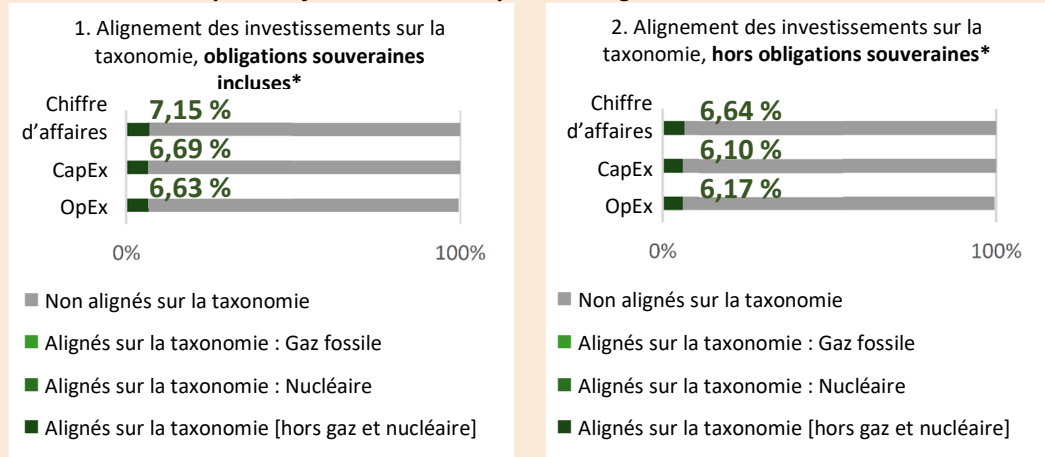 1. Alignement des investissements sur la
taxonomie, obligations souveraines
incluses*
Chiffre
d'affaires
7,15 %
CapEx
6,69 %
OpEx
6,63 %
0%
100%
Non alignés sur la taxonomie
Alignés sur la taxonomie : Gaz fossile
Alignés sur la taxonomie : Nucléaire
Alignés sur la taxonomie [hors gaz et nucléaire]
2. Alignement des investissements sur la
taxonomie, hors obligations souveraines*
Chiffre
d'affaires
6,64 %
CapEx
6,10 %
OpEx
6,17 %
0%
100%
Non alignés sur la taxonomie
Alignés sur la taxonomie : Gaz fossile
Alignés sur la taxonomie : Nucléaire
Alignés sur la taxonomie [hors gaz et nucléaire]